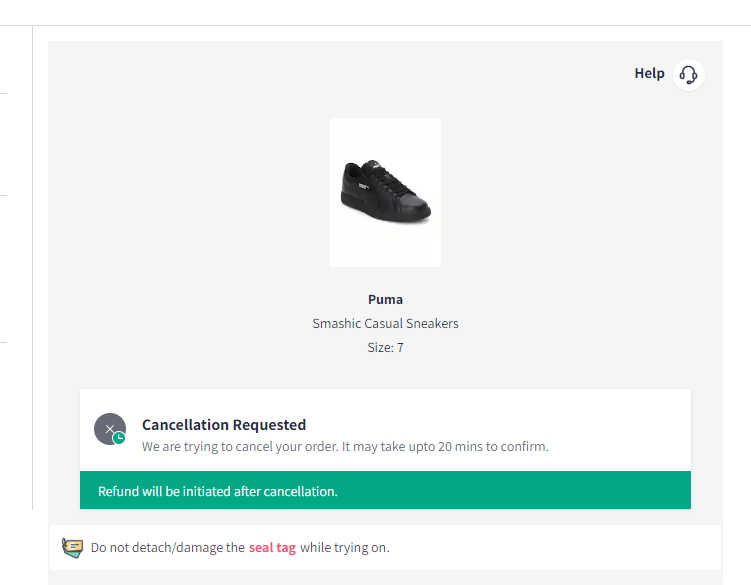 Help
Puma
Smashic Casual Sneakers
Size: 7
Cancellation Requested
We are trying to cancel your order. It may take upto 20 mins to confirm.
Refund will be initiated after cancellation.
Do not detach/damage the seal tag while trying on.